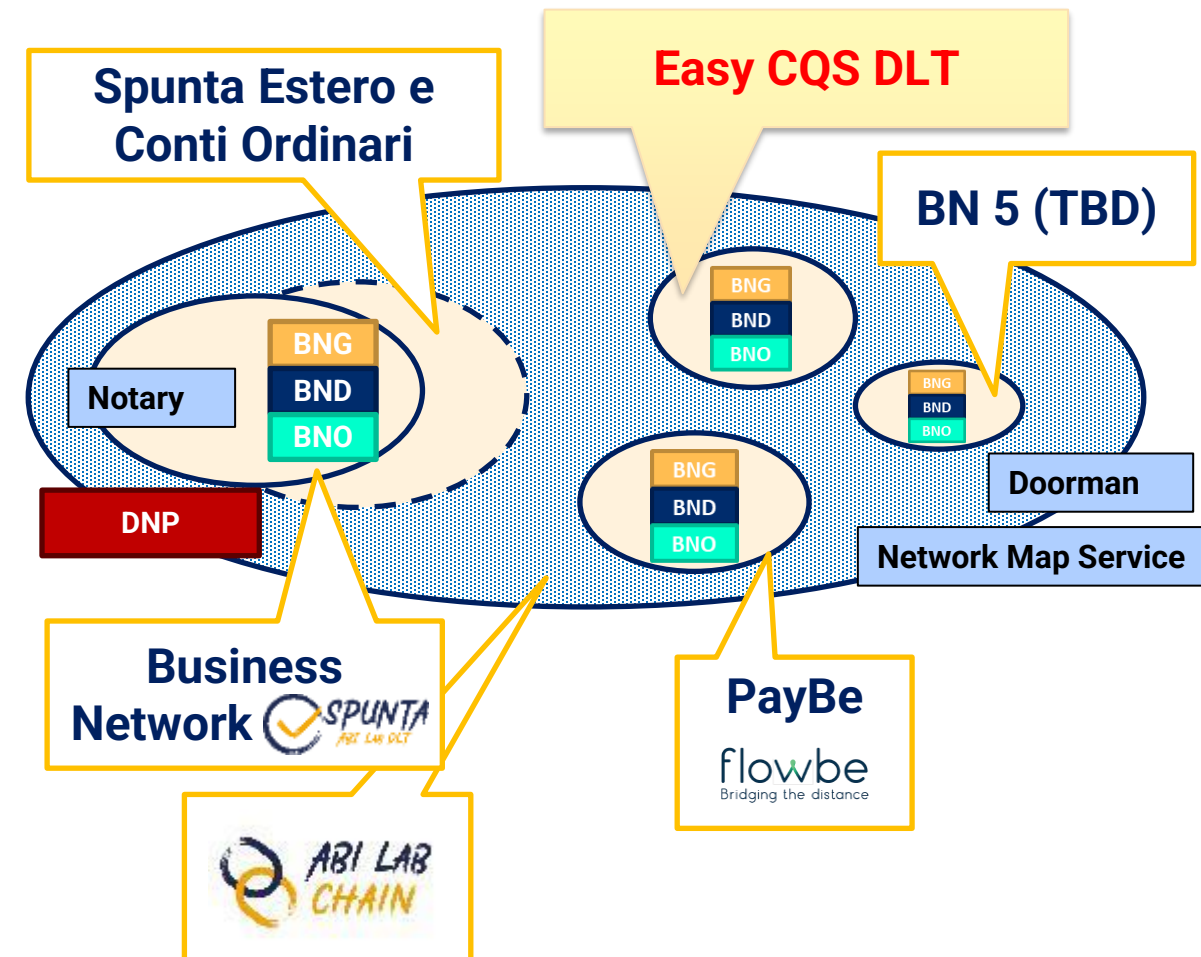 Spunta Estero e
Conti Ordinari
Easy CQS DLT
BN 5 (TBD)
BNG
BND
BNO
BNG
BND
BNO
BNG
BND
BNO
BNG
BND
BNO
Notary
DNP
Doorman
Network Map Service
Business
Network
SPUNTA
ABI LAB DLT
PayBe
flowbe
Bridging the distance
ABI LAB
CHAIN